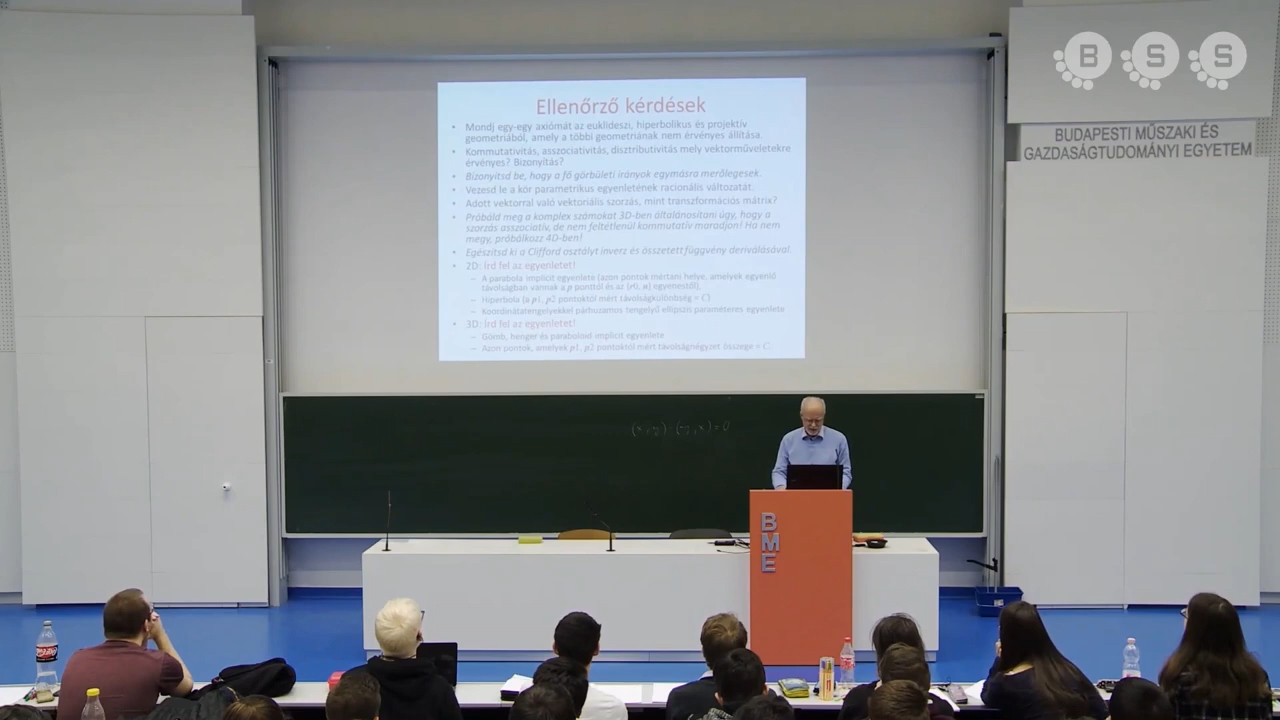 B S S
BUDAPESTI MŰSZAKI ÉS
GAZDASÁGTUDOMÁNYI EGYETEM
Ellenőrző kérdések
• Mondj egy-egy axiómát az euklideszi, hiperbolikus és projektív
geometriából, amely a többi geometriának nem érvényes állítása.
• Kommutativitás, asszociativitás, disztributivitás mely vektorműveletekre
érvényes? Bizonyítás?
• Bizonyítsd be, hogy a fő görbületi irányok egymásra merőlegesek.
• Vezesd le a kör parametrikus egyenletének racionális változatát.
• Adott vektorral való vektoriális szorzás, mint transzformációs mátrix?
• Próbáld meg a komplex számokat 3D-ben általánosítani úgy, hogy a
szorzás asszociatív, de nem feltétlenül kommutatív maradjon! Ha nem
megy, próbálkozz 4D-ben!
• Egészítsd ki a Clifford osztályt inverz és összetett függvény deriválásával.
• 2D: Írd fel az egyenletet!
– A parabola implicit egyenlete (azon pontok mértani helye, amelyek egyenlő
távolságban vannak a p ponttól és az (r0, n) egyenestől),
– Hiperbola (a p1, p2 pontoktól mért távolságkülönbség = C)
– Koordinátatengelyekkel párhuzamos tengelyű ellipszis paraméteres egyenlete
• 3D: Írd fel az egyenletet!
– Gömb, henger és paraboloid implicit egyenlete
– Azon pontok, amelyek p1, p2 pontoktól mért távolságnégyzet összege = C.
BME